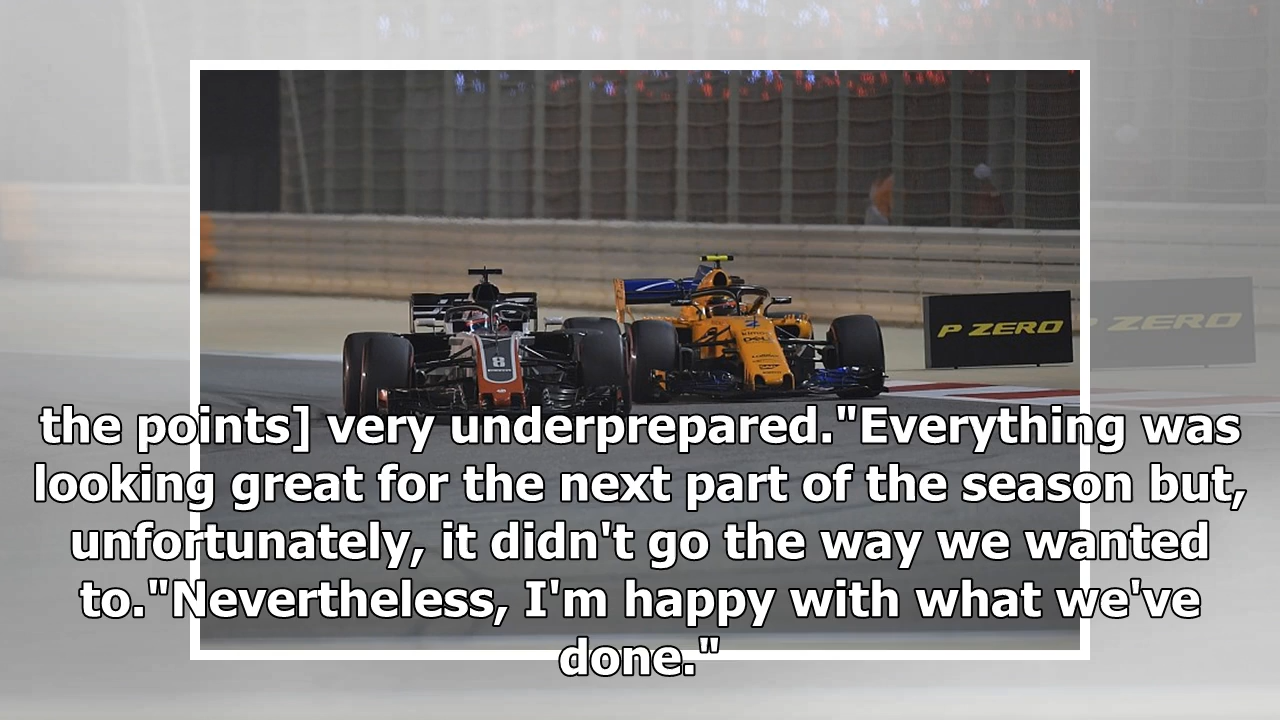 P ZERO
P ZERO
8
the points] very underprepared."Everything was
looking great for the next part of the season but,
unfortunately, it didn't go the way we wanted
to."Nevertheless, I'm happy with what we've
done."